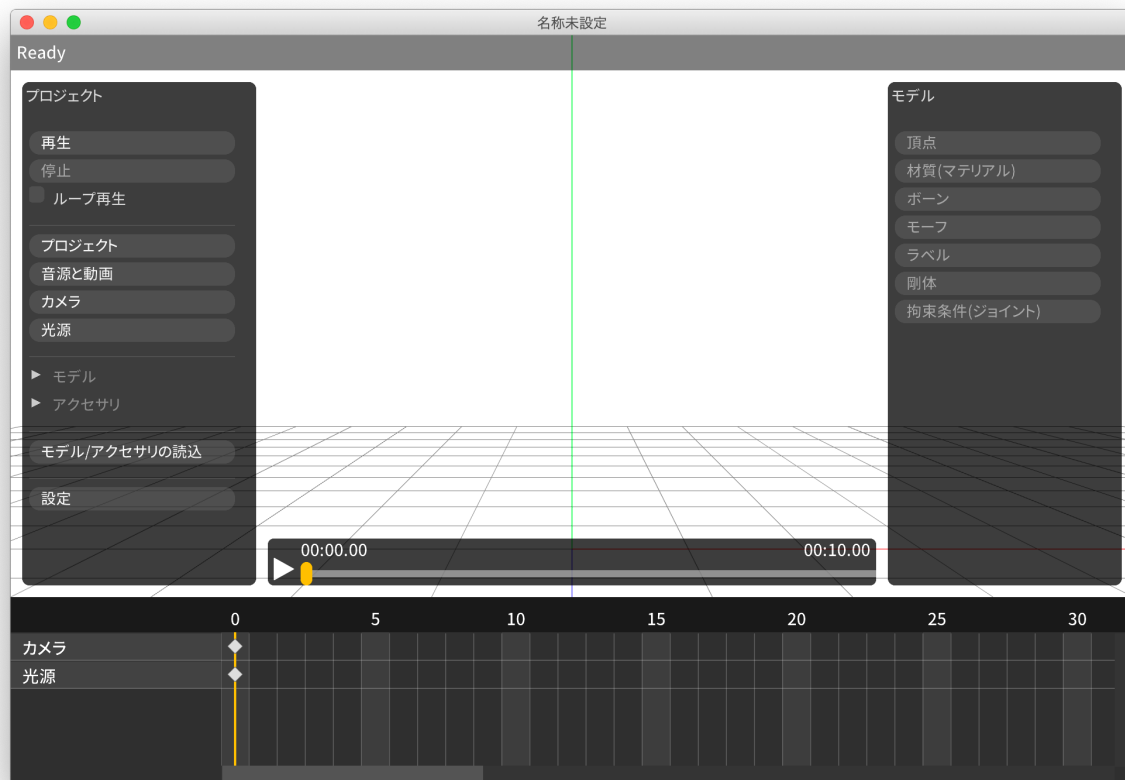 名称未設定
Ready
プロジェクト
再生
停止
ループ再生
プロジェクト
音源と動画
カメラ
光源
モデル
アクセサリ
モデル/アクセサリの読込
設定
モデル
頂点
材質(マテリアル)
ボーン
モーフ
ラベル
剛体
拘束条件(ジョイント)
00:00.00 00:10.00
0 5 10 15 20 25 30
カメラ
光源